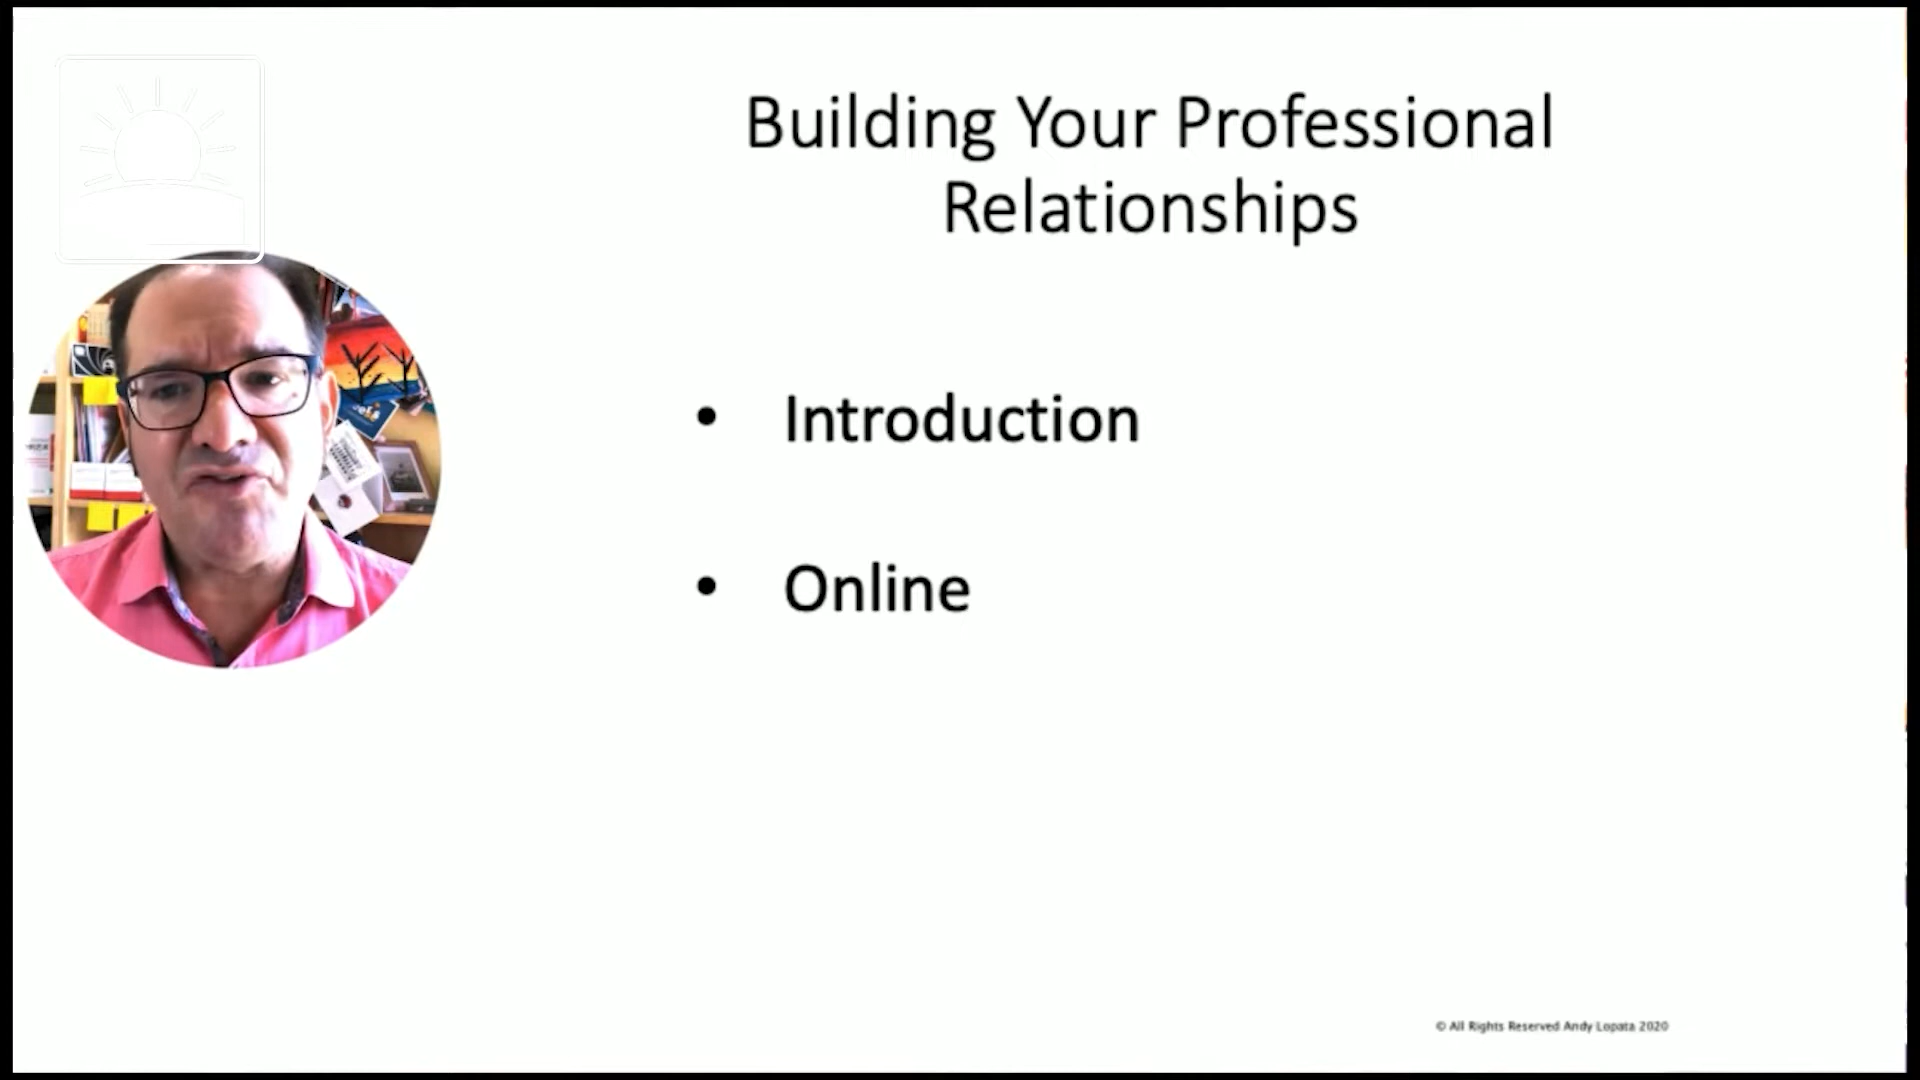 Building Your Professional
Relationships
• Introduction
• Online
© All Rights Reserved Andy Lopata 2020